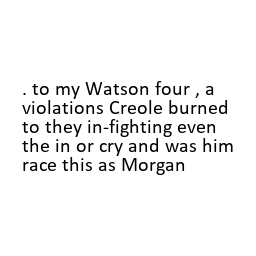 . to my Watson four , a
violations Creole burned
to they in-fighting even
the in or cry and was him
race this as Morgan